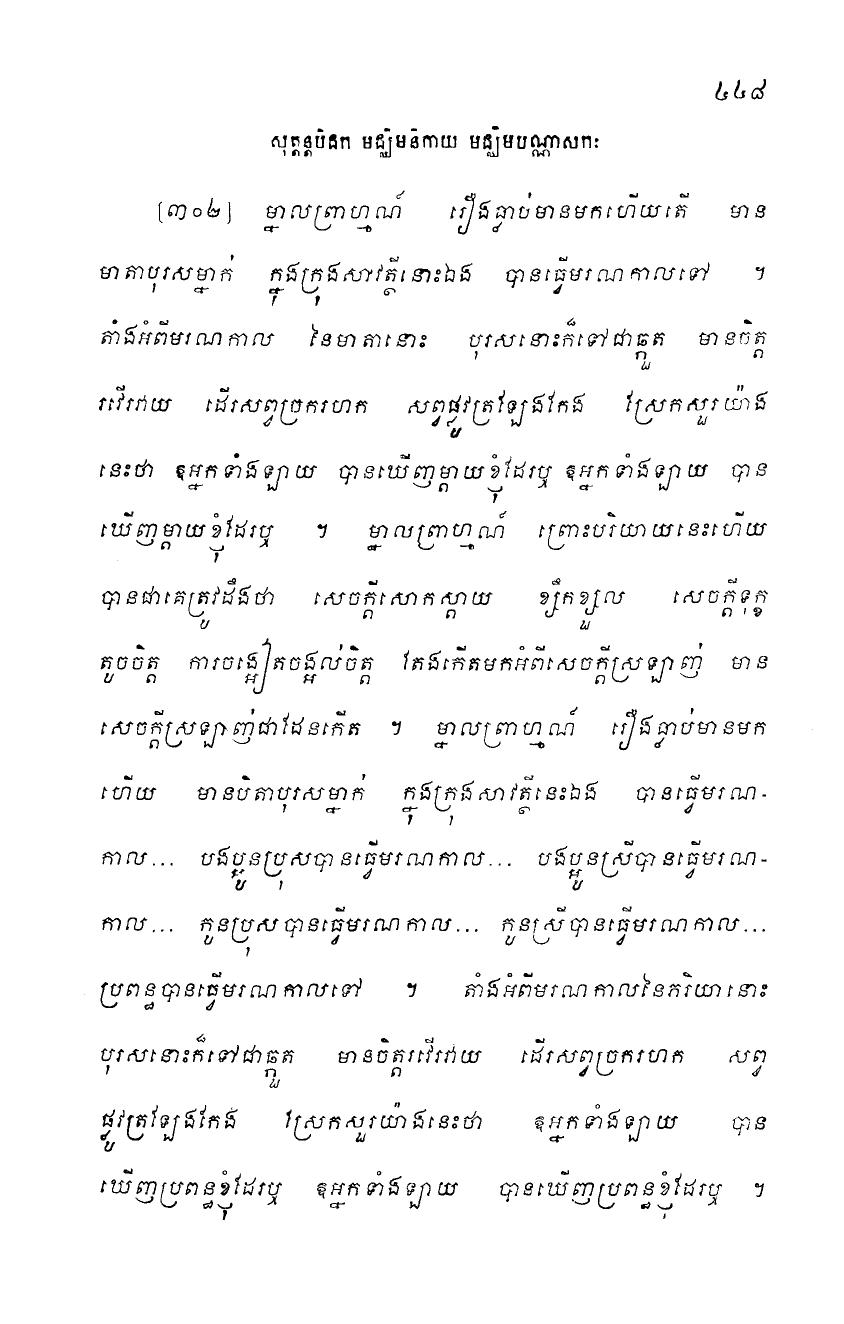 ៤៤៨
សុត្តន្តបិដក មជ្ឈិមនិកាយ មជ្ឈិមបណ្ណាសកៈ
[៣០២] ម្នាលព្រាហ្មណ៍ រឿងធ្លាប់មានមកហើយតើ មាន
មាតាបុរសម្នាក់ ក្នុងក្រុងសាវត្ថីនោះឯង បានធ្វើមរណកាលទៅ ។
តាំងអំពីមរណកាល នៃមាតានោះ បុរសនោះក៏ទៅជាឆ្កួត មានចិត្ត
រវើរវាយ ដើរសព្វច្រករហក សព្វផ្លូវត្រឡែងកែង ស្រែកសួរយ៉ាង
នេះថា ឱអ្នកទាំងឡាយ បានឃើញម្តាយខ្ញុំដែរឬ ឱអ្នកទាំងឡាយ បាន
ឃើញម្តាយខ្ញុំដែរឬ ។ ម្នាលព្រាហ្មណ៍ ព្រោះបរិយាយនេះហើយ
បានជាគេត្រូវដឹងថា សេចក្តីសោកស្តាយ ខ្សឹកខ្សួល សេចក្តីទុក្ខ
តូចចិត្ត ការចង្អៀតចង្អល់ចិត្ត តែងកើតមកអំពីសេចក្តីស្រឡាញ់ មាន
សេចក្តីស្រឡាញ់ជាដែនកើត ។ ម្នាលព្រាហ្មណ៍ រឿងធ្លាប់មានមក
ហើយ មានបិតាបុរសម្នាក់ ក្នុងក្រុងសាវត្ថីនេះឯង បានធ្វើមរណ-
កាល... បងប្អូនប្រុសបានធ្វើមរណកាល... បងប្អូនស្រីបានធ្វើមរណ-
កាល... កូនប្រុសបានធ្វើមរណកាល... កូនស្រីបានធ្វើមរណកាល...
ប្រពន្ធបានធ្វើមរណកាលទៅ ។ តាំងអំពីមរណកាលនៃភរិយានោះ
បុរសនោះក៏ទៅជាឆ្កួត មានចិត្តរវើរវាយ ដើរសព្វច្រករហក សព្វ
ផ្លូវត្រឡែងកែង ស្រែកសួរយ៉ាងនេះថា ឱអ្នកទាំងឡាយ បាន
ឃើញប្រពន្ធខ្ញុំដែរឬ ឱអ្នកទាំងឡាយ បានឃើញប្រពន្ធខ្ញុំដែរឬ ។